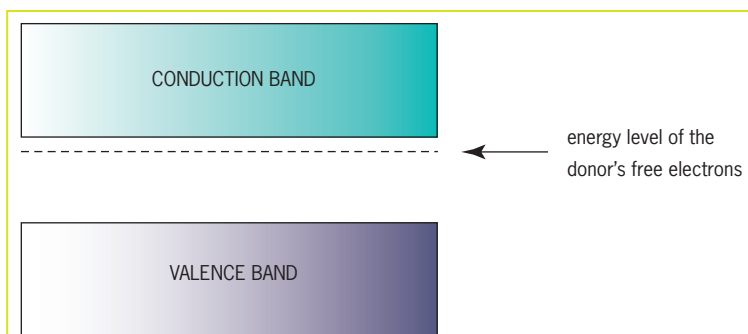 CONDUCTION BAND
energy level of the
donor's free electrons
VALENCE BAND